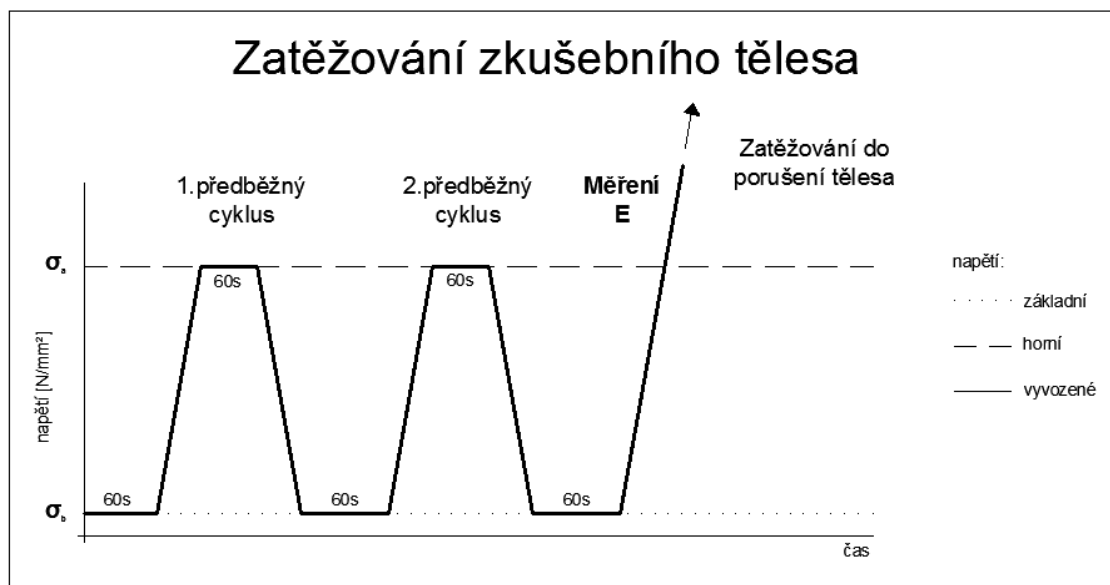 Zatěžování zkušebního tělesa
Zatěžování do
porušení tělesa
1.předběžný
cyklus
2.předběžný
cyklus
Měření
E
σₐ
60s
60s
napětí:
základní
horní
vyvozené
napětí [N/mm²]
60s
60s
60s
σ_b
čas